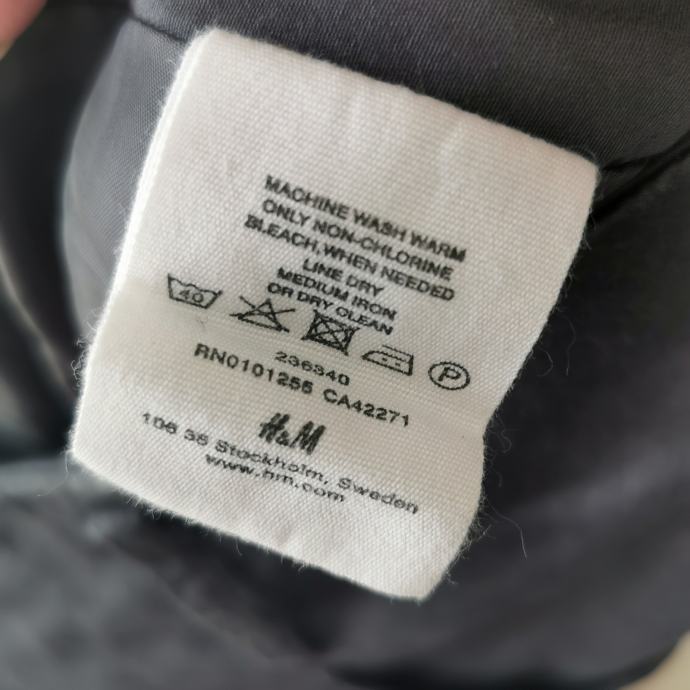 MACHINE WASH WARM
ONLY NON-CHLORINE
BLEACH,WHEN NEEDED
LINE DRY
MEDIUM IRON
OR DRY CLEAN
40
P
236340
RN0101255 CA42271
H&M
106 38 Stockholm, Sweden
www.hm.com